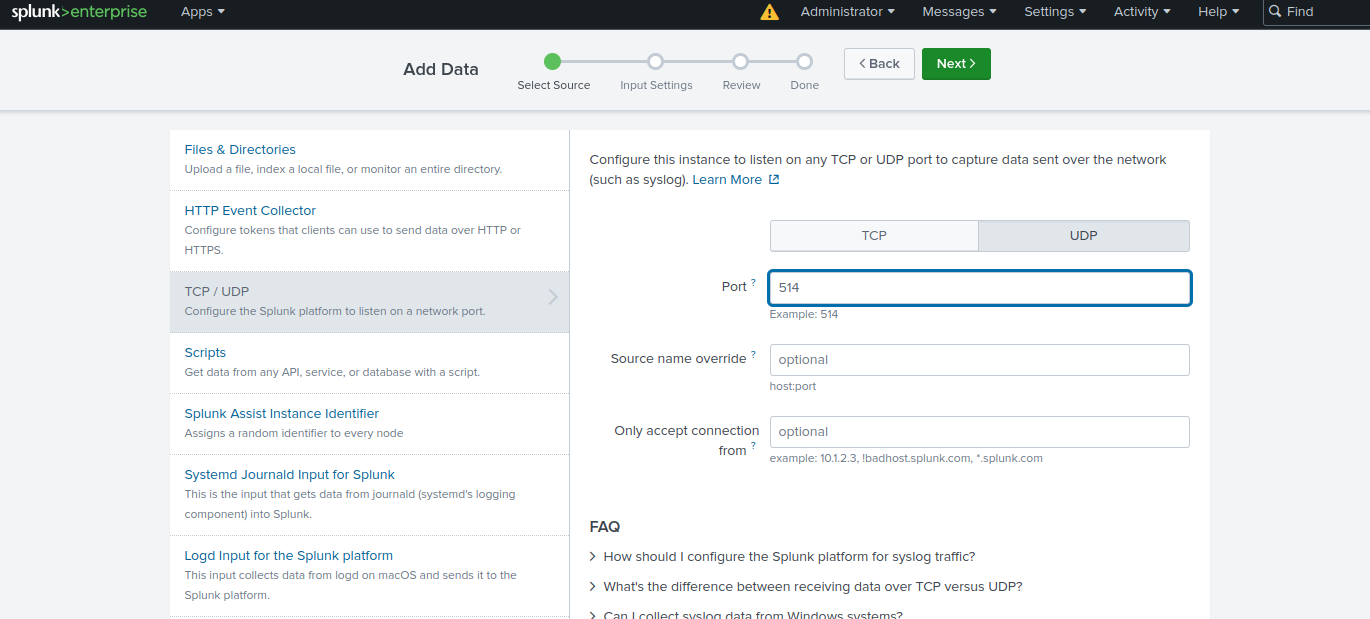 splunk>enterprise Apps Administrator Messages Settings Activity Help Find
Add Data
Select Source Input Settings Review Done
Back Next
Files & Directories
Upload a file, index a local file, or monitor an entire directory.
HTTP Event Collector
Configure tokens that clients can use to send data over HTTP or
HTTPS.
TCP / UDP
Configure the Splunk platform to listen on a network port.
Scripts
Get data from any API, service, or database with a script.
Splunk Assist Instance Identifier
Assigns a random identifier to every node
Systemd Journald Input for Splunk
This is the input that gets data from journald (systemd's logging
component) into Splunk.
Logd Input for the Splunk platform
This input collects data from logd on macOS and sends it to the
Splunk platform.
Configure this instance to listen on any TCP or UDP port to capture data sent over the network
(such as syslog). Learn More
TCP UDP
Port ? 514
Example: 514
Source name override ? optional
host:port
Only accept connection
from ?
optional
example: 10.1.2.3, !badhost.splunk.com, *.splunk.com
FAQ
> How should I configure the Splunk platform for syslog traffic?
> What's the difference between receiving data over TCP versus UDP?
> Can I collect syslog data from Windows systems?